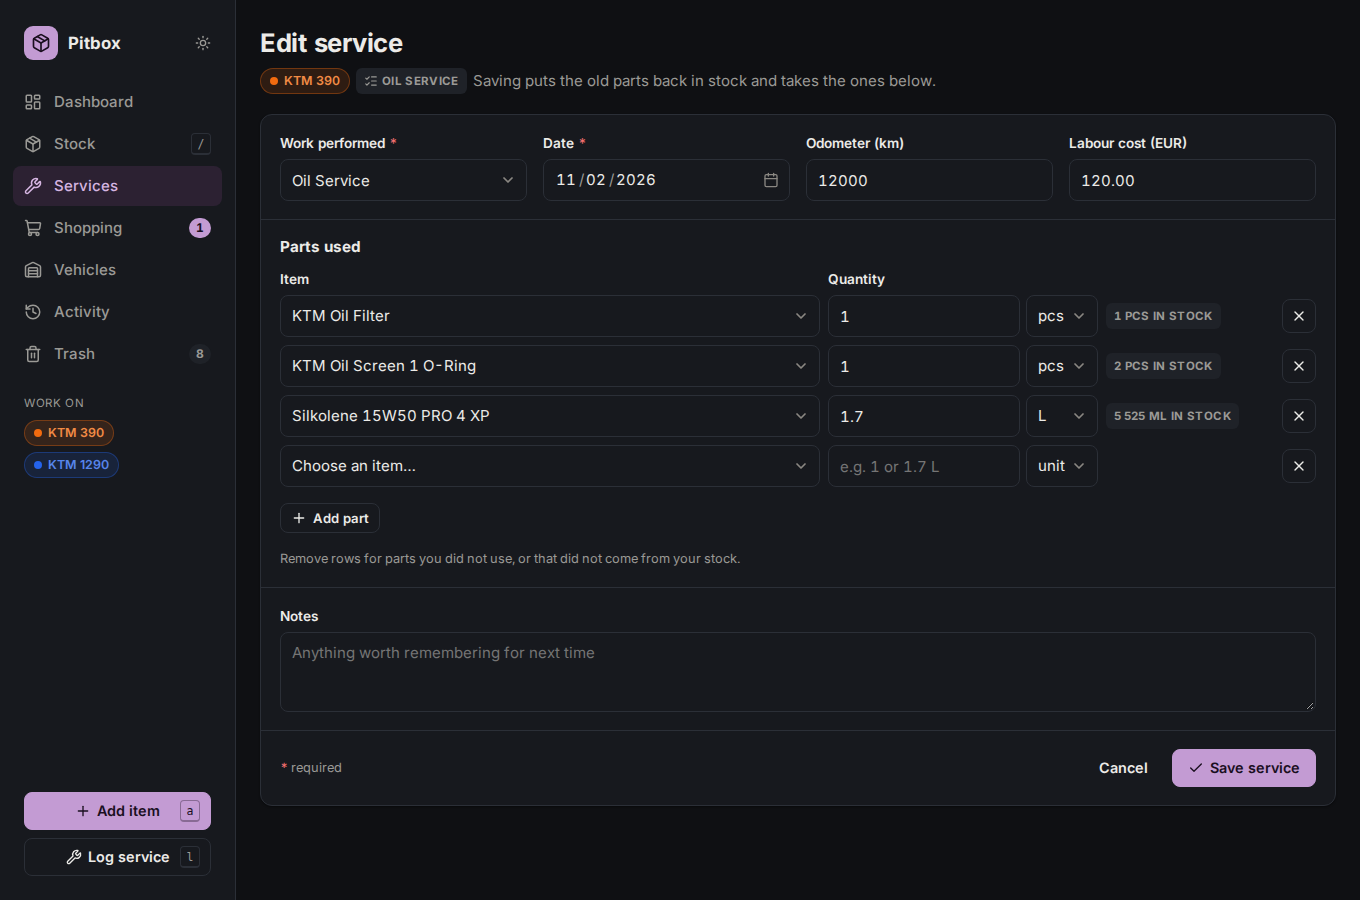 Pitbox
Dashboard
Stock /
Services
Shopping 1
Vehicles
Activity
Trash 8
WORK ON
KTM 390
KTM 1290
Add item a
Log service l
Edit service
KTM 390 OIL SERVICE Saving puts the old parts back in stock and takes the ones below.
Work performed * Date * Odometer (km) Labour cost (EUR)
Oil Service 11/02/2026 12000 120.00
Parts used
Item Quantity
KTM Oil Filter 1 pcs 1 PCS IN STOCK
KTM Oil Screen 1 O-Ring 1 pcs 2 PCS IN STOCK
Silkolene 15W50 PRO 4 XP 1.7 L 5 525 ML IN STOCK
Choose an item... e.g. 1 or 1.7 L unit
Add part
Remove rows for parts you did not use, or that did not come from your stock.
Notes
Anything worth remembering for next time
* required Cancel Save service